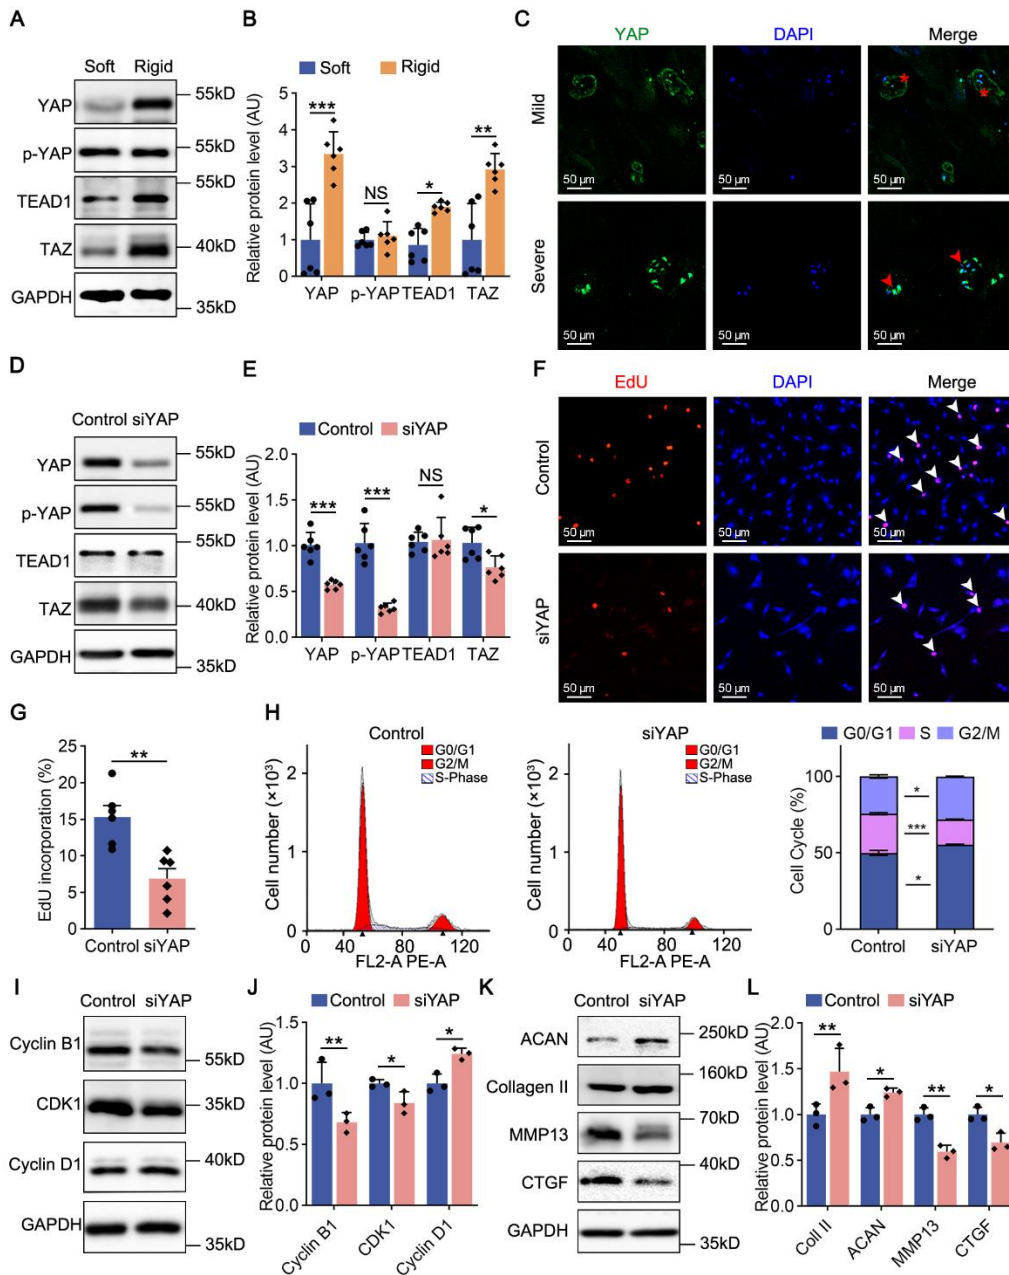 A
Soft Rigid
YAP
55kD
p-YAP
55kD
TEAD1
TAZ
40kD
GAPDH
35kD
B
Soft Rigid
Relative protein level (AU)
5
4
3
2
1
0
*** NS * **
YAP p-YAP TEAD1 TAZ
C
YAP DAPI Merge
Mild
50 µm 50 µm 50 µm
Severe
50 µm 50 µm 50 µm
D
Control siYAP
YAP
55kD
p-YAP
55kD
TEAD1
55kD
TAZ
40kD
GAPDH
35kD
E
Control siYAP
Relative protein level (AU)
2.0
1.5
1.0
0.5
0.0
*** *** NS *
YAP p-YAP TEAD1 TAZ
F
EdU DAPI Merge
Control
50 µm 50 µm 50 µm
siYAP
50 µm 50 µm 50 µm
G
EdU incorporation (%)
25
20
15
10
5
0
**
Control siYAP
H
Control
G0/G1
G2/M
S-Phase
Cell number (×10³)
2
1
0
0 40 80 120
FL2-A PE-A
siYAP
G0/G1
G2/M
S-Phase
Cell number (×10³)
2
1
0
0 40 80 120
FL2-A PE-A
G0/G1 S G2/M
Cell Cycle (%)
100
50
0
*
***
*
Control siYAP
I
Control siYAP
Cyclin B1
55kD
CDK1
35kD
Cyclin D1
40kD
GAPDH
35kD
J
Control siYAP
Relative protein level (AU)
1.5
1.0
0.5
0.0
** * *
Cyclin B1 CDK1 Cyclin D1
K
Control siYAP
ACAN
250kD
Collagen II
160kD
MMP13
70kD
CTGF
40kD
GAPDH
35kD
L
Control siYAP
Relative protein level (AU)
2.0
1.5
1.0
0.5
0.0
** * ** *
Coll II ACAN MMP13 CTGF